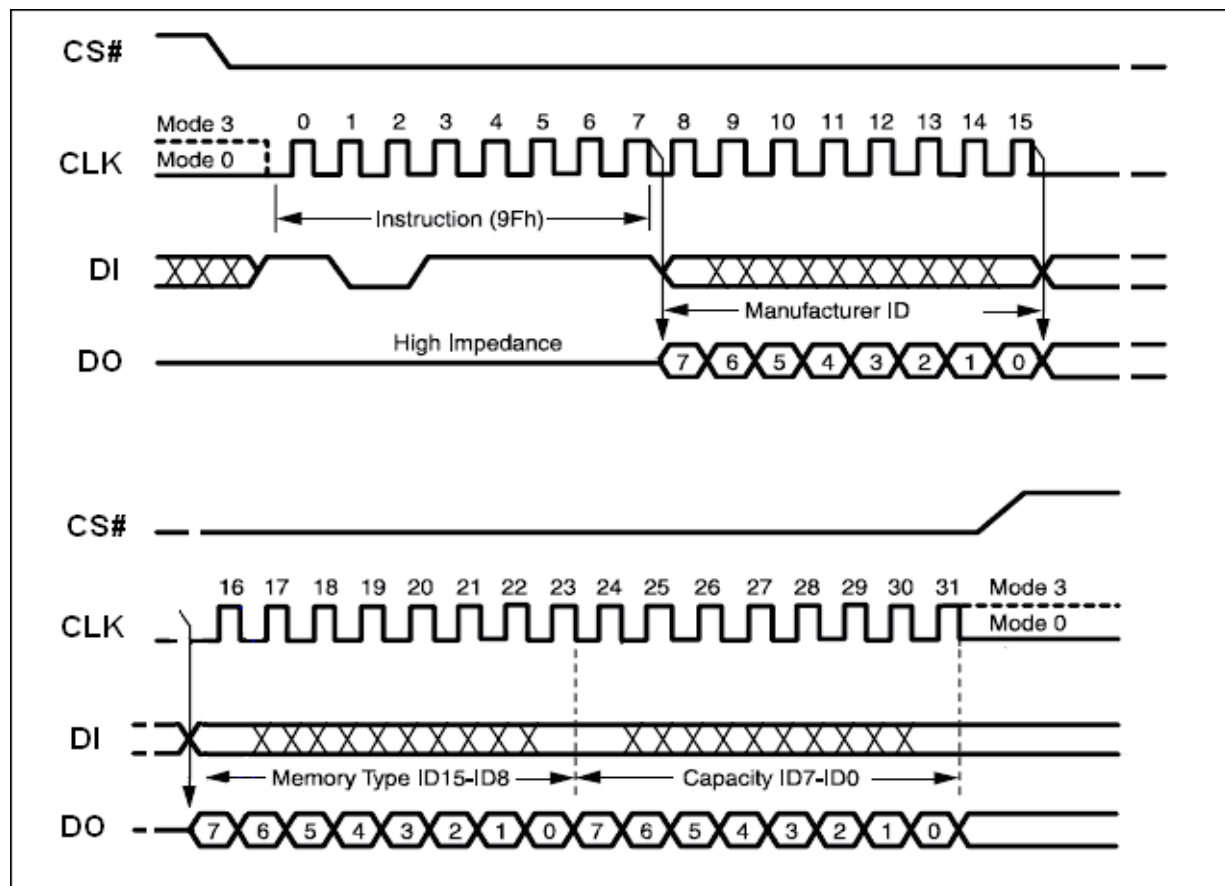 CS#
Mode 3
0 1 2 3 4 5 6 7 8 9 10 11 12 13 14 15
CLK
Mode 0
Instruction (9Fh)
DI
Manufacturer ID
High Impedance
DO
7 6 5 4 3 2 1 0
CS#
16 17 18 19 20 21 22 23 24 25 26 27 28 29 30 31
Mode 3
CLK
Mode 0
DI
Memory Type ID15-ID8
Capacity ID7-ID0
DO
7 6 5 4 3 2 1 0 7 6 5 4 3 2 1 0